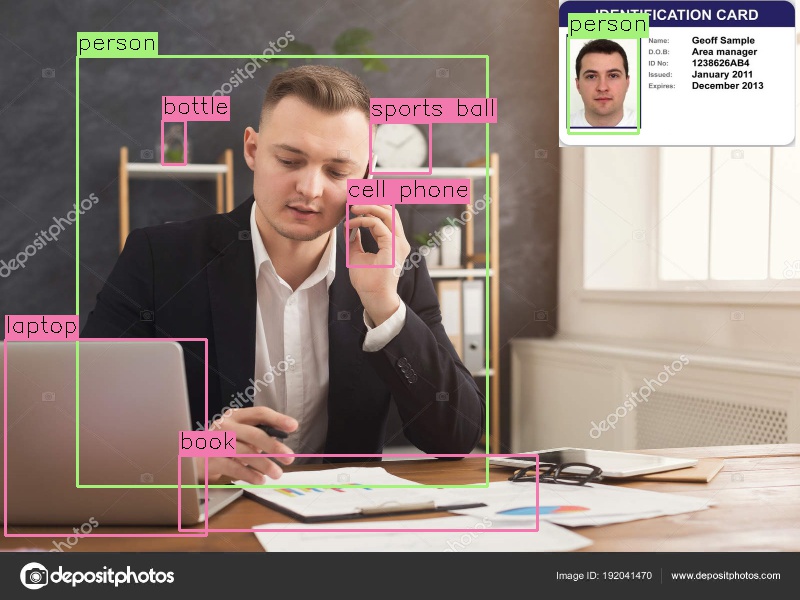 IDENTIFICATION CARD
person
Name: Geoff Sample
D.O.B: Area manager
ID No: 1238626AB4
Issued: January 2011
Expires: December 2013
person
bottle
sports ball
cell phone
laptop
book
depositphotos
depositphotos
depositphotos
depositphotos
depositphotos
depositphotos
depositphotos
depositphotos
Image ID: 192041470 www.depositphotos.com